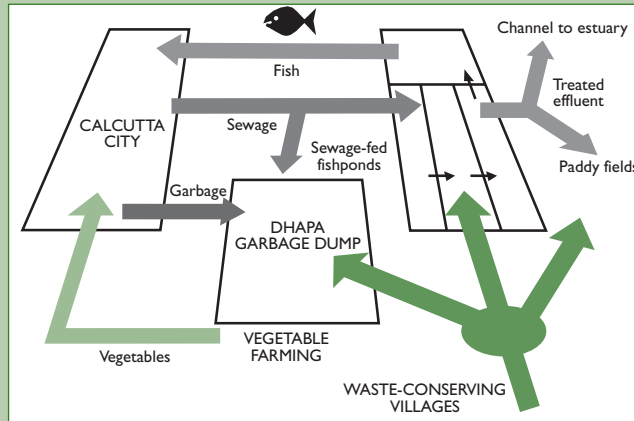 Channel to estuary
Fish
Treated
effluent
CALCUTTA
CITY
Sewage
Sewage-fed
fishponds
Paddy fields
Garbage
DHAPA
GARBAGE DUMP
Vegetables
VEGETABLE
FARMING
WASTE-CONSERVING
VILLAGES